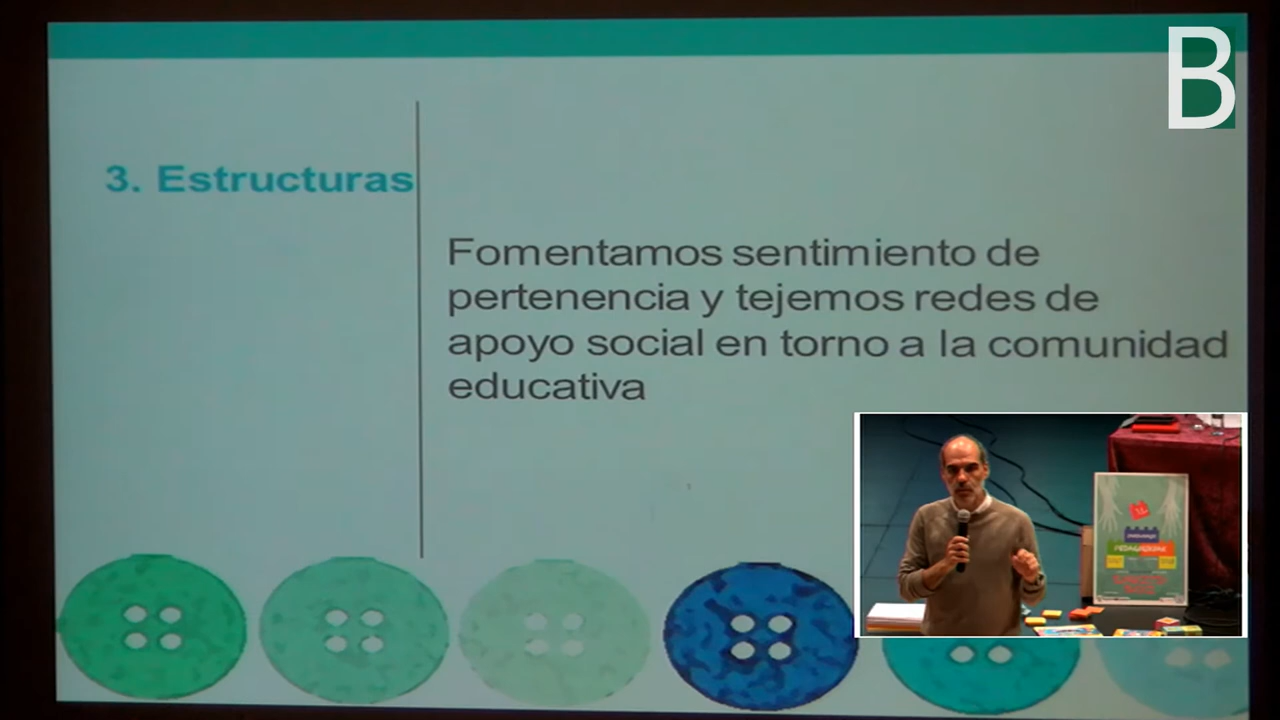 B
3. Estructuras
Fomentamos sentimiento de
pertenencia y tejemos redes de
apoyo social en torno a la comunidad
educativa